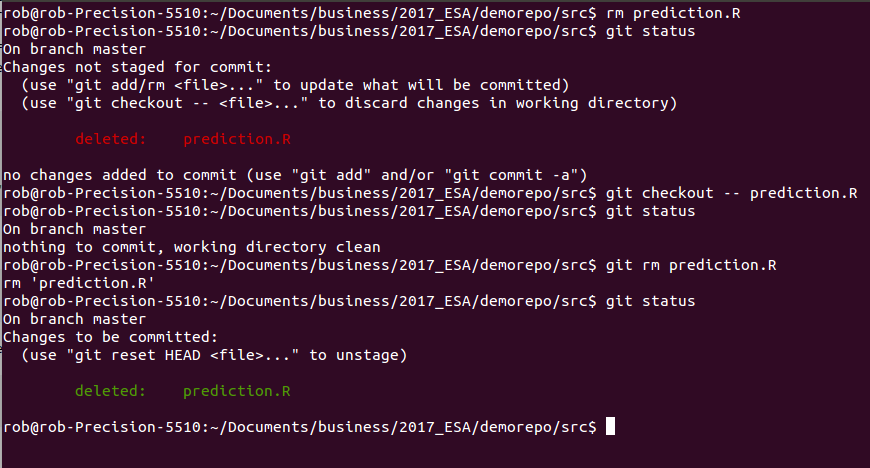 rob@rob-Precision-5510:~/Documents/business/2017_ESA/demorepo/src$ rm prediction.R
rob@rob-Precision-5510:~/Documents/business/2017_ESA/demorepo/src$ git status
On branch master
Changes not staged for commit:
  (use "git add/rm <file>..." to update what will be committed)
  (use "git checkout -- <file>..." to discard changes in working directory)

        deleted:    prediction.R

no changes added to commit (use "git add" and/or "git commit -a")
rob@rob-Precision-5510:~/Documents/business/2017_ESA/demorepo/src$ git checkout -- prediction.R
rob@rob-Precision-5510:~/Documents/business/2017_ESA/demorepo/src$ git status
On branch master
nothing to commit, working directory clean
rob@rob-Precision-5510:~/Documents/business/2017_ESA/demorepo/src$ git rm prediction.R
rm 'prediction.R'
rob@rob-Precision-5510:~/Documents/business/2017_ESA/demorepo/src$ git status
On branch master
Changes to be committed:
  (use "git reset HEAD <file>..." to unstage)

        deleted:    prediction.R

rob@rob-Precision-5510:~/Documents/business/2017_ESA/demorepo/src$